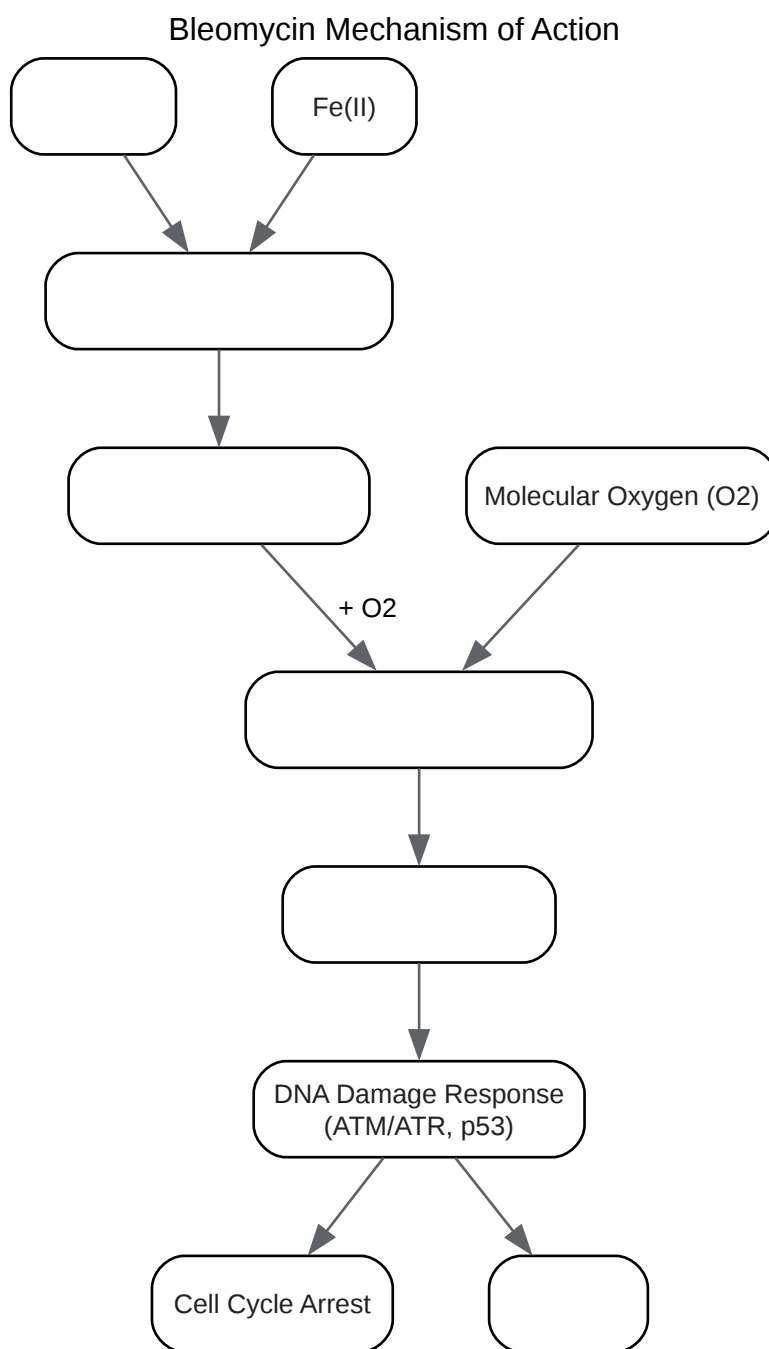 Bleomycin Mechanism of Action
Fe(II)
Molecular Oxygen (O2)
+ O2
DNA Damage Response
(ATM/ATR, p53)
Cell Cycle Arrest